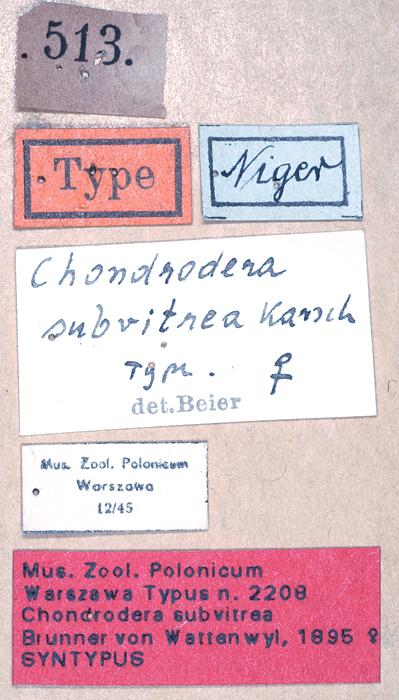 . 513.
Type
Niger
Chondrodera
subvitrea Karsch
Typ. ♀
det.Beier
Mus. Zool. Polonicum
Warszawa
12/45
Mus. Zool. Polonicum
Warszawa Typus n. 2208
Chondrodera subvitrea
Brunner von Wattenwyl, 1895 ♀
SYNTYPUS